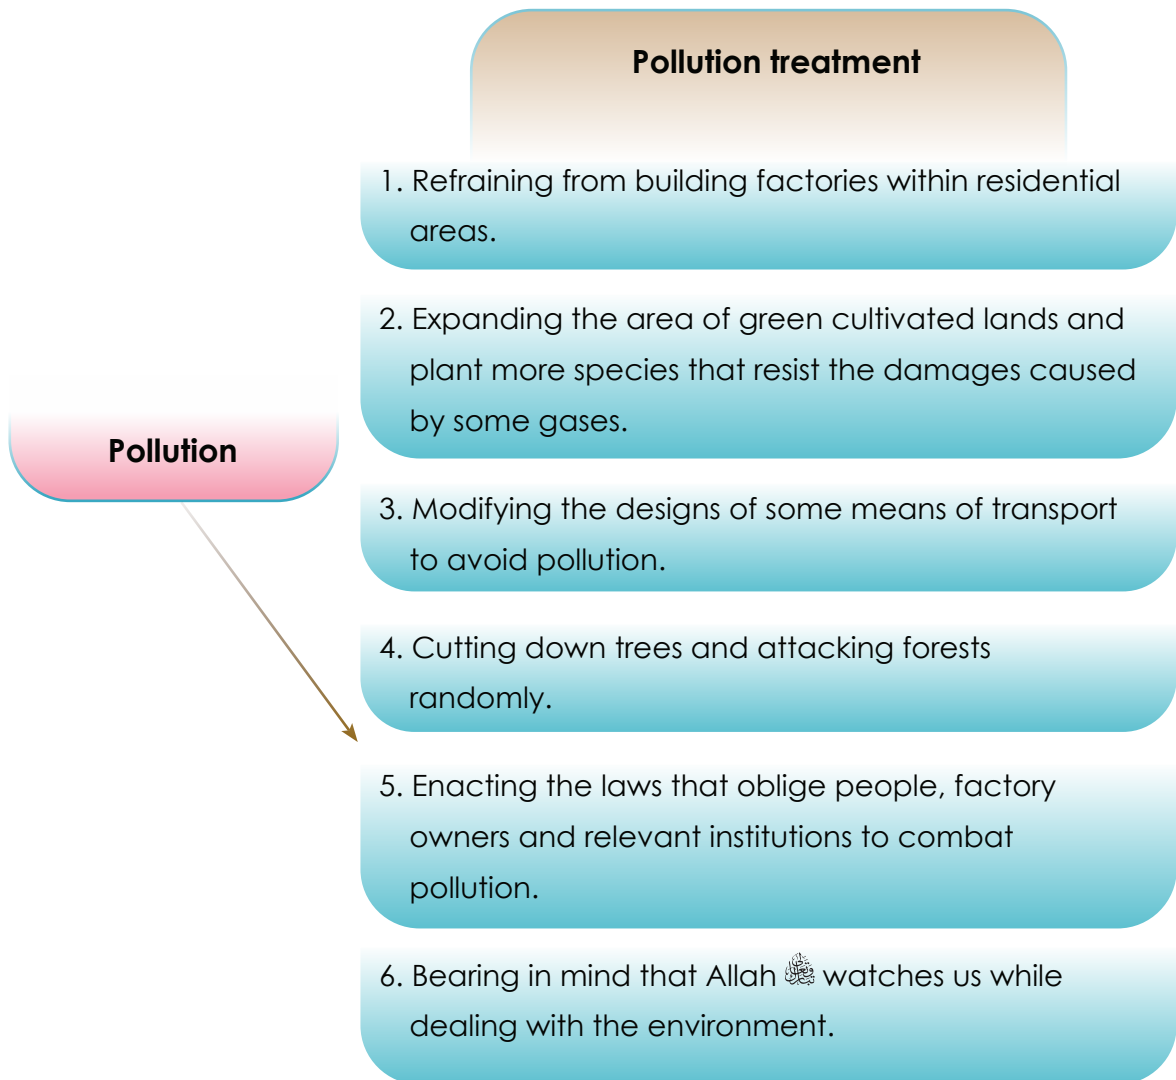 Pollution treatment
1. Refraining from building factories within residential
areas.
2. Expanding the area of green cultivated lands and
plant more species that resist the damages caused
by some gases.
Pollution
3. Modifying the designs of some means of transport
to avoid pollution.
4. Cutting down trees and attacking forests
randomly.
5. Enacting the laws that oblige people, factory
owners and relevant institutions to combat
pollution.
6. Bearing in mind that Allah watches us while
dealing with the environment.